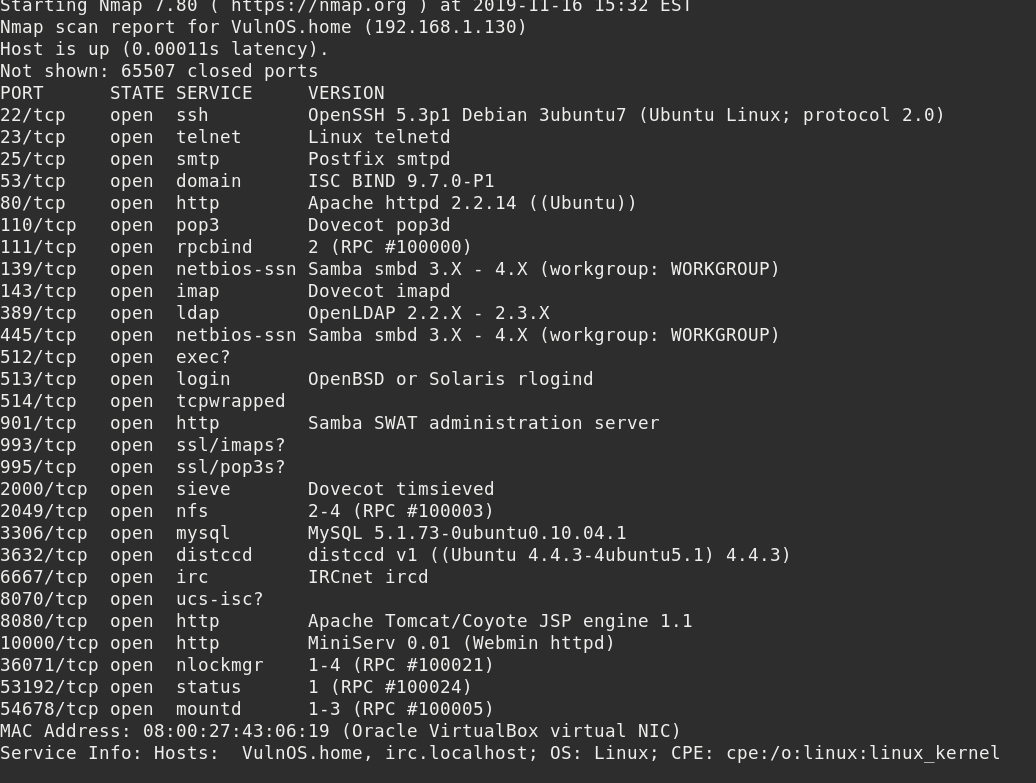 Starting Nmap 7.80 ( https://nmap.org ) at 2019-11-16 15:32 EST
Nmap scan report for VulnOS.home (192.168.1.130)
Host is up (0.00011s latency).
Not shown: 65507 closed ports
PORT      STATE SERVICE     VERSION
22/tcp    open  ssh         OpenSSH 5.3p1 Debian 3ubuntu7 (Ubuntu Linux; protocol 2.0)
23/tcp    open  telnet      Linux telnetd
25/tcp    open  smtp        Postfix smtpd
53/tcp    open  domain      ISC BIND 9.7.0-P1
80/tcp    open  http        Apache httpd 2.2.14 ((Ubuntu))
110/tcp   open  pop3        Dovecot pop3d
111/tcp   open  rpcbind     2 (RPC #100000)
139/tcp   open  netbios-ssn Samba smbd 3.X - 4.X (workgroup: WORKGROUP)
143/tcp   open  imap        Dovecot imapd
389/tcp   open  ldap        OpenLDAP 2.2.X - 2.3.X
445/tcp   open  netbios-ssn Samba smbd 3.X - 4.X (workgroup: WORKGROUP)
512/tcp   open  exec?
513/tcp   open  login       OpenBSD or Solaris rlogind
514/tcp   open  tcpwrapped
901/tcp   open  http        Samba SWAT administration server
993/tcp   open  ssl/imaps?
995/tcp   open  ssl/pop3s?
2000/tcp  open  sieve       Dovecot timsieved
2049/tcp  open  nfs         2-4 (RPC #100003)
3306/tcp  open  mysql       MySQL 5.1.73-0ubuntu0.10.04.1
3632/tcp  open  distccd     distccd v1 ((Ubuntu 4.4.3-4ubuntu5.1) 4.4.3)
6667/tcp  open  irc         IRCnet ircd
8070/tcp  open  ucs-isc?
8080/tcp  open  http        Apache Tomcat/Coyote JSP engine 1.1
10000/tcp open  http        MiniServ 0.01 (Webmin httpd)
36071/tcp open  nlockmgr    1-4 (RPC #100021)
53192/tcp open  status      1 (RPC #100024)
54678/tcp open  mountd      1-3 (RPC #100005)
MAC Address: 08:00:27:43:06:19 (Oracle VirtualBox virtual NIC)
Service Info: Hosts:  VulnOS.home, irc.localhost; OS: Linux; CPE: cpe:/o:linux:linux_kernel